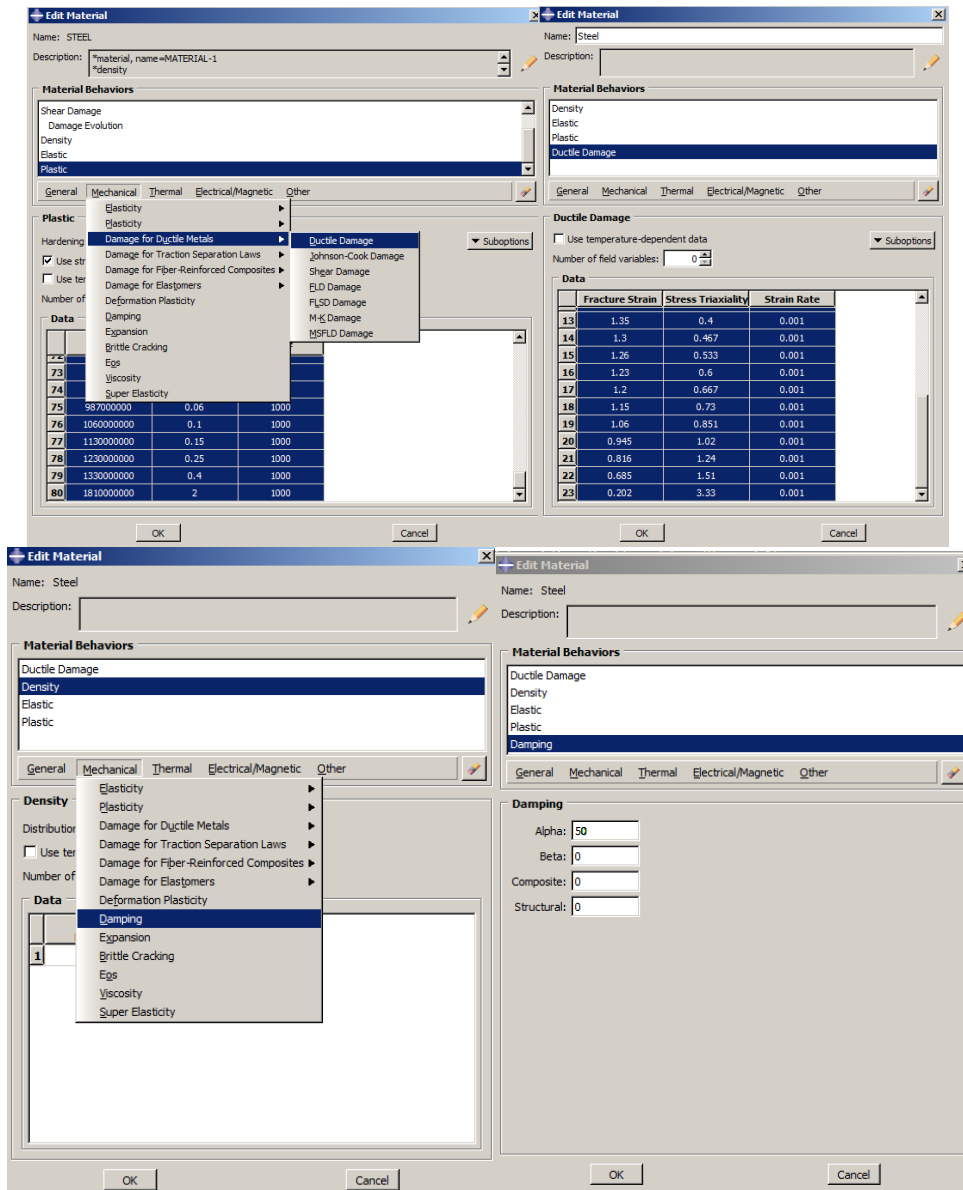 Edit Material
Name: STEEL
Description: *material, name=MATERIAL-1
*density
Material Behaviors
Shear Damage
Damage Evolution
Density
Elastic
Plastic
General Mechanical Thermal Electrical/Magnetic Other
Elasticity
Plasticity
Damage for Ductile Metals
Damage for Traction Separation Laws
Damage for Fiber-Reinforced Composites
Damage for Elastomers
Deformation Plasticity
Damping
Expansion
Brittle Cracking
Eos
Viscosity
Super Elasticity
Ductile Damage
Johnson-Cook Damage
Shear Damage
FLD Damage
FLSD Damage
M-K Damage
MSFLD Damage
Plastic
Hardening
Suboptions
Use str
Use ter
Number of
Data
73
74
75 987000000 0.06 1000
76 1060000000 0.1 1000
77 1130000000 0.15 1000
78 1230000000 0.25 1000
79 1330000000 0.4 1000
80 1810000000 2 1000
OK Cancel
Edit Material
Name: Steel
Description:
Material Behaviors
Density
Elastic
Plastic
Ductile Damage
General Mechanical Thermal Electrical/Magnetic Other
Ductile Damage
Use temperature-dependent data
Suboptions
Number of field variables: 0
Data
Fracture Strain Stress Triaxiality Strain Rate
13 1.35 0.4 0.001
14 1.3 0.467 0.001
15 1.26 0.533 0.001
16 1.23 0.6 0.001
17 1.2 0.667 0.001
18 1.15 0.73 0.001
19 1.06 0.851 0.001
20 0.945 1.02 0.001
21 0.816 1.24 0.001
22 0.685 1.51 0.001
23 0.202 3.33 0.001
OK Cancel
Edit Material
Name: Steel
Description:
Material Behaviors
Ductile Damage
Density
Elastic
Plastic
General Mechanical Thermal Electrical/Magnetic Other
Elasticity
Plasticity
Damage for Ductile Metals
Damage for Traction Separation Laws
Damage for Fiber-Reinforced Composites
Damage for Elastomers
Deformation Plasticity
Damping
Expansion
Brittle Cracking
Eos
Viscosity
Super Elasticity
Density
Distribution
Use ter
Number of
Data
1
OK Cancel
Edit Material
Name: Steel
Description:
Material Behaviors
Ductile Damage
Density
Elastic
Plastic
Damping
General Mechanical Thermal Electrical/Magnetic Other
Damping
Alpha: 50
Beta: 0
Composite: 0
Structural: 0
OK Cancel